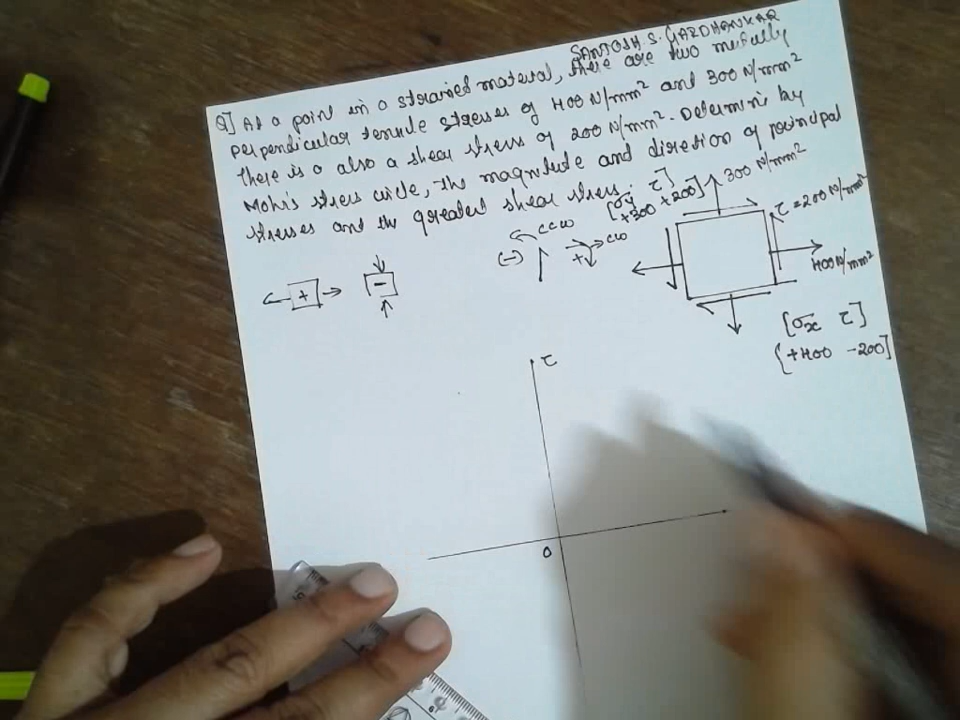 SANTOSH S. GARDHANKAR
Q] At a point in a strained material, there are two mutually
perpendicular tensile stresses of 400 N/mm² and 300 N/mm²
there is a also a shear stress of 200 N/mm². Determine by
Mohr's stress circle, the magnitude and direction of principal
stresses and the greatest shear stress.
[σy τ]
+300 +200]
300 N/mm²
τ = 200 N/mm²
400 N/mm²
(-) CCW
+ CW
+
-
[σx τ]
[+400 -200]
τ
0